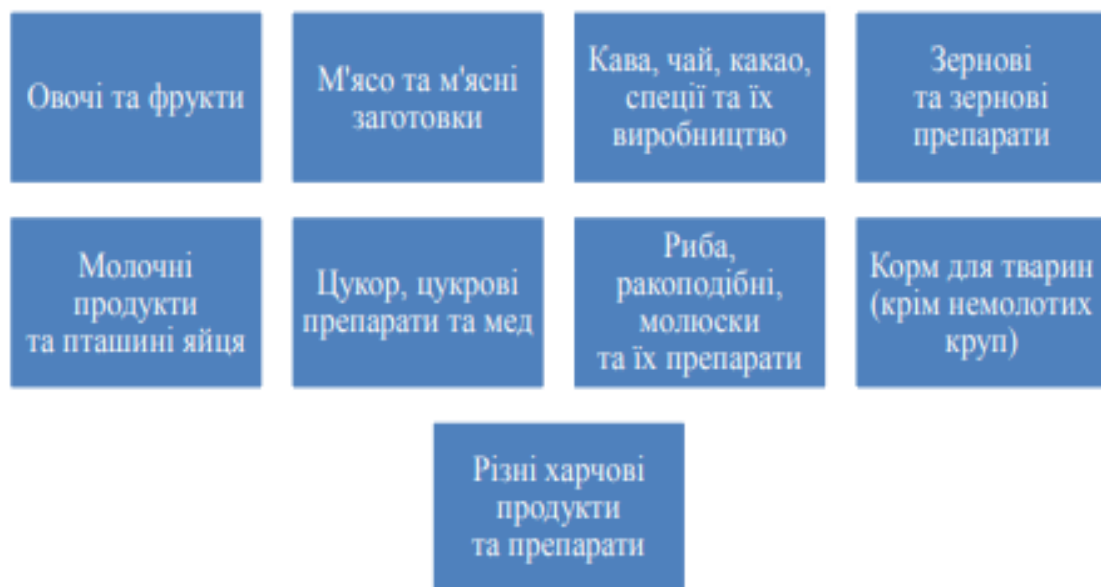 Овочі та фрукти
М'ясо та м'ясні
заготовки
Кава, чай, какао,
спеції та їх
виробництво
Зернові
та зернові
препарати
Молочні
продукти
та пташині яйця
Цукор, цукрові
препарати та мед
Риба,
ракоподібні,
молюски
та їх препарати
Корм для тварин
(крім немолотих
круп)
Різні харчові
продукти
та препарати